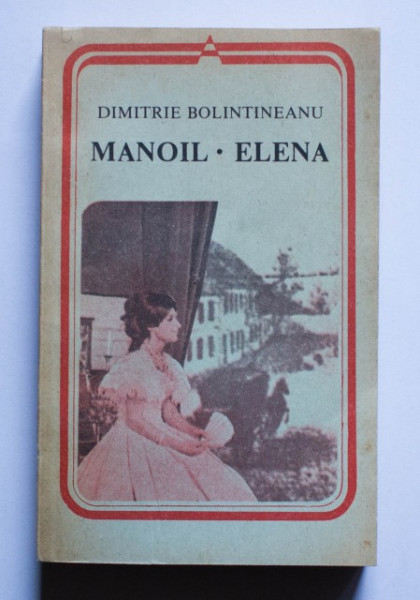 DIMITRIE BOLINTINEANU
MANOIL • ELENA